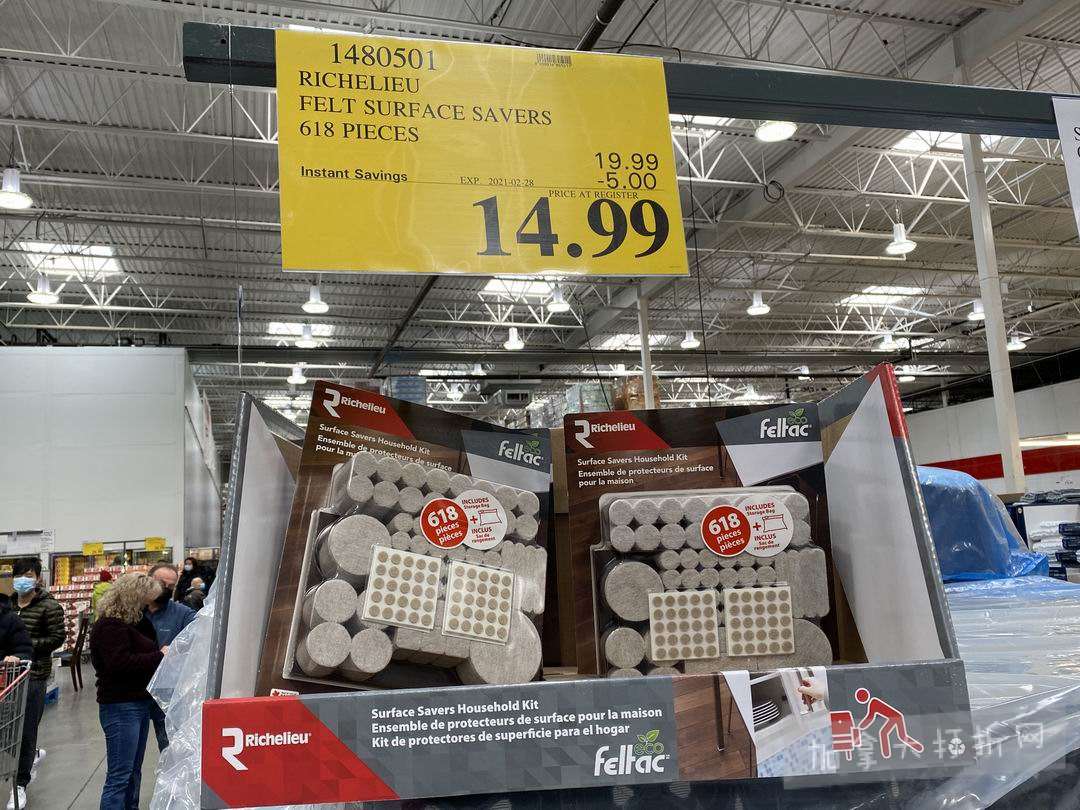 1480501
RICHELIEU
FELT SURFACE SAVERS
618 PIECES
19.99
Instant Savings EXP. 2021-02-28 -5.00
PRICE AT REGISTER
14.99
Richelieu
Surface Savers Household Kit
Ensemble de protecteurs de surface
pour la
feltac eco
618
pieces
pièces
INCLUDES
Storage Bag
+
INCLUS
Sac de
rangement
Richelieu
Surface Savers Household Kit
Ensemble de protecteurs de surface
pour la maison
feltac eco
618
pieces
pièces
INCLUDES
Storage Bag
+
INCLUS
Sac de
rangement
Richelieu
Surface Savers Household Kit
Ensemble de protecteurs de surface pour la maison
Kit de protectores de superficie para el hogar
feltac eco
加拿大打折网